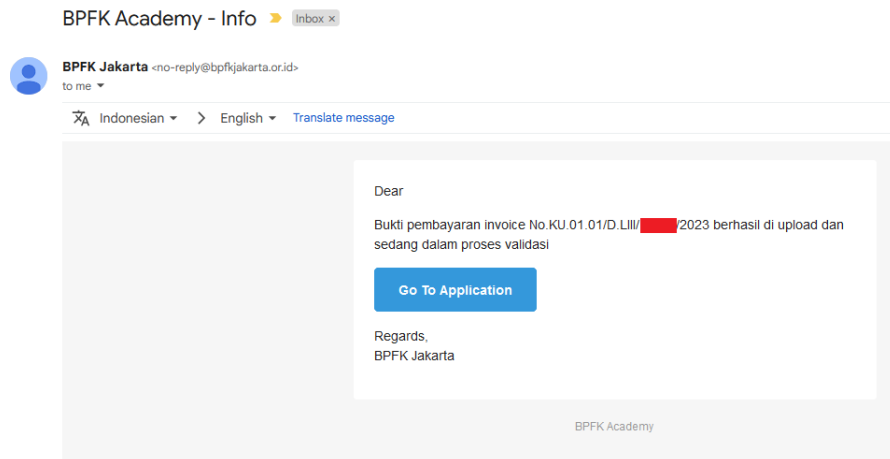 BPFK Academy - Info Inbox ×
BPFK Jakarta <no-reply@bpfkjakarta.or.id>
to me
Indonesian > English Translate message
Dear
Bukti pembayaran invoice No.KU.01.01/D.LIII/ /2023 berhasil di upload dan
sedang dalam proses validasi
Go To Application
Regards,
BPFK Jakarta
BPFK Academy